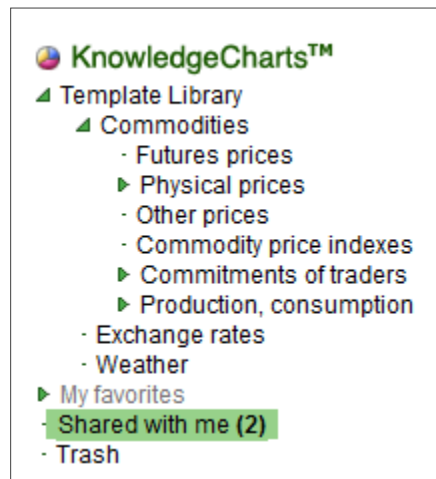 KnowledgeCharts™
Template Library
Commodities
Futures prices
Physical prices
Other prices
Commodity price indexes
Commitments of traders
Production, consumption
Exchange rates
Weather
My favorites
Shared with me (2)
Trash